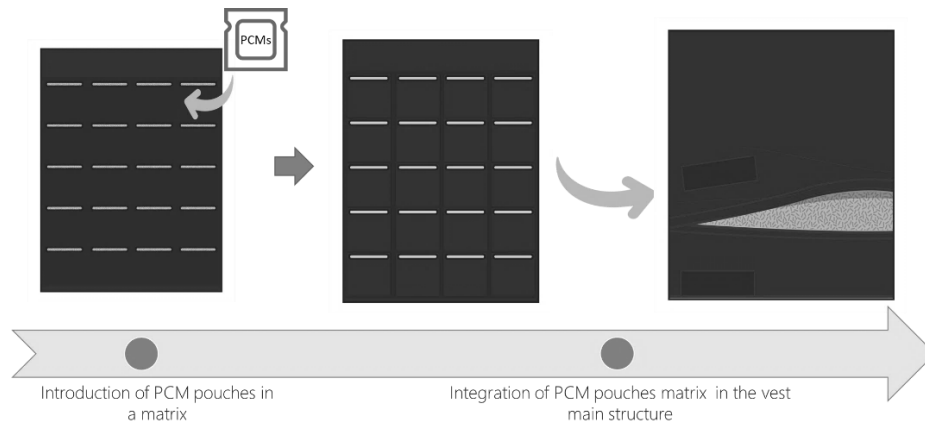 PCMs
Introduction of PCM pouches in
a matrix
Integration of PCM pouches matrix in the vest
main structure